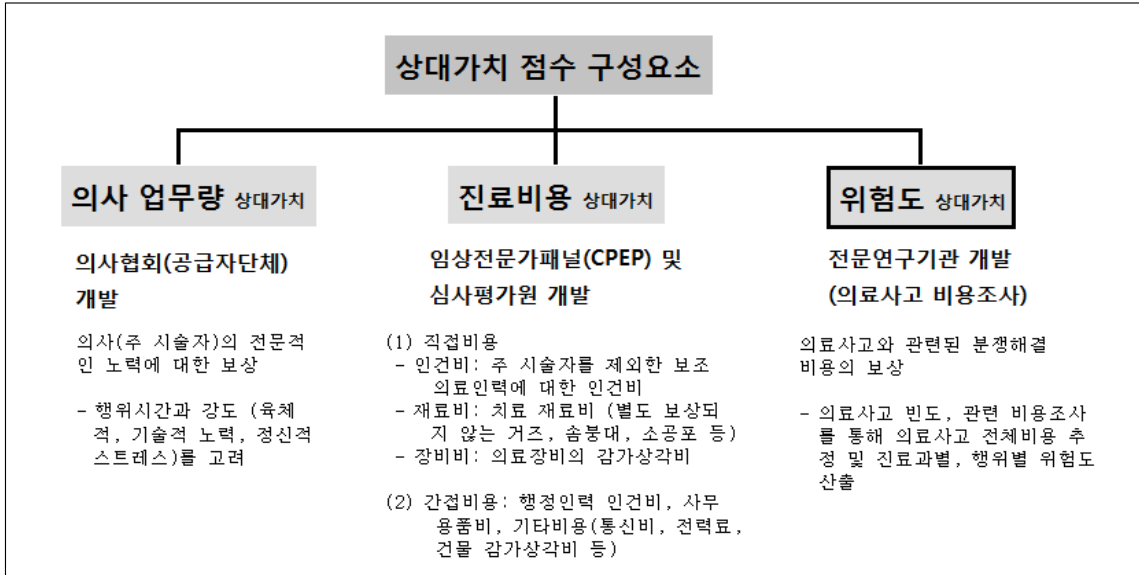 상대가치 점수 구성요소
의사 업무량 상대가치
의사협회(공급자단체)
개발
의사(주 시술자)의 전문적
인 노력에 대한 보상
- 행위시간과 강도 (육체
적, 기술적 노력, 정신적
스트레스)를 고려
진료비용 상대가치
임상전문가패널(CPEP) 및
심사평가원 개발
(1) 직접비용
- 인건비: 주 시술자를 제외한 보조
의료인력에 대한 인건비
- 재료비: 치료 재료비 (별도 보상되
지 않는 거즈, 솜붕대, 소공포 등)
- 장비비: 의료장비의 감가상각비
(2) 간접비용: 행정인력 인건비, 사무
용품비, 기타비용(통신비, 전력료,
건물 감가상각비 등)
위험도 상대가치
전문연구기관 개발
(의료사고 비용조사)
의료사고와 관련된 분쟁해결
비용의 보상
- 의료사고 빈도, 관련 비용조사
를 통해 의료사고 전체비용 추
정 및 진료과별, 행위별 위험도
산출